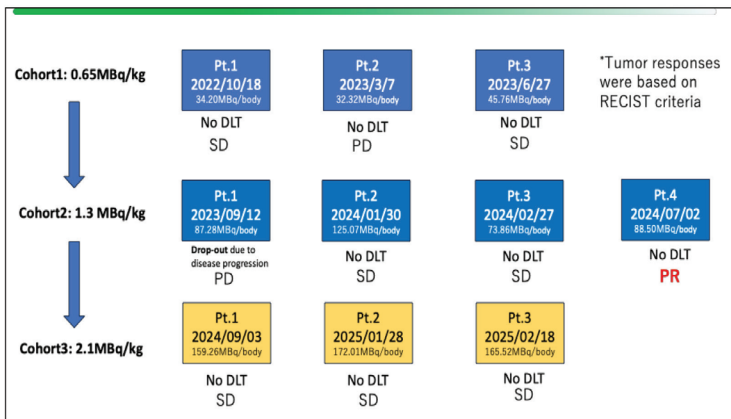 Cohort1: 0.65MBq/kg
Pt.1
2022/10/18
34.20MBq/body
No DLT
SD
Pt.2
2023/3/7
32.32MBq/body
No DLT
PD
Pt.3
2023/6/27
45.76MBq/body
No DLT
SD
*Tumor responses
were based on
RECIST criteria
Cohort2: 1.3 MBq/kg
Pt.1
2023/09/12
87.28MBq/body
Drop-out due to
disease progression
PD
Pt.2
2024/01/30
125.07MBq/body
No DLT
SD
Pt.3
2024/02/27
73.86MBq/body
No DLT
SD
Pt.4
2024/07/02
88.50MBq/body
No DLT
PR
Cohort3: 2.1MBq/kg
Pt.1
2024/09/03
159.26MBq/body
No DLT
SD
Pt.2
2025/01/28
172.01MBq/body
No DLT
SD
Pt.3
2025/02/18
165.52MBq/body
No DLT
SD